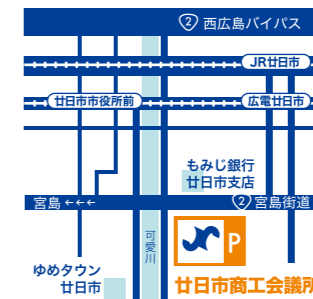 ② 西広島バイパス
JR廿日市
廿日市市役所前
広電廿日市
もみじ銀行
廿日市支店
宮島 ←←←
② 宮島街道
可愛川
P
ゆめタウン
廿日市
廿日市商工会議所